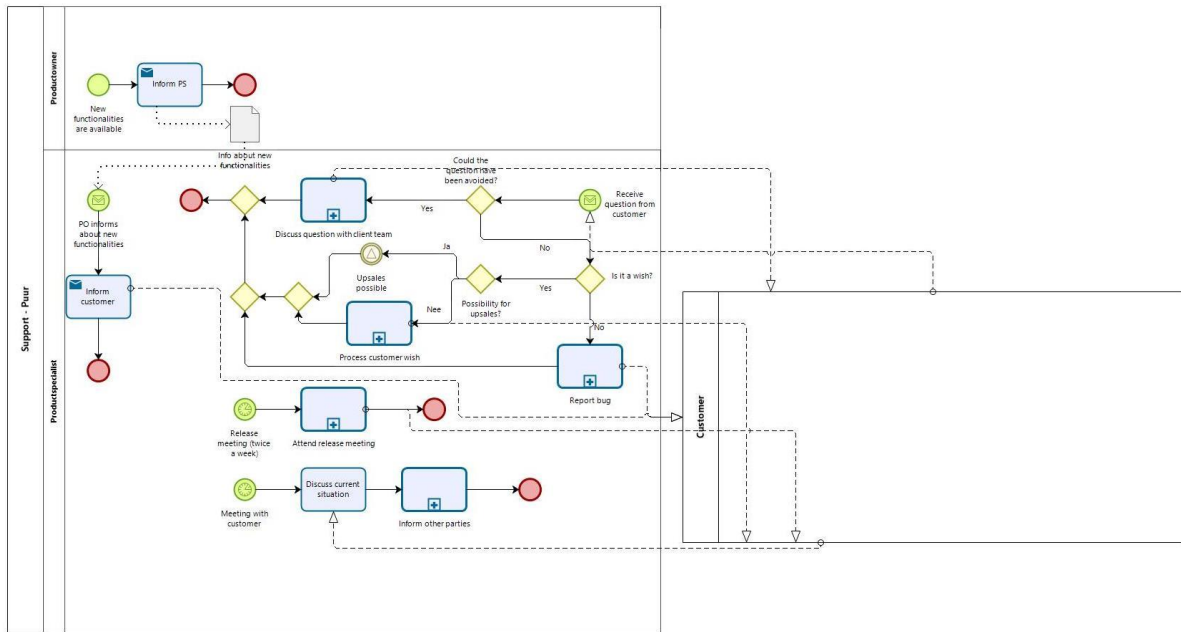 Support - Puur
Productowner
Inform PS
New
functionalities
are available
Info about new
functionalities
Productspecialist
Could the
question have
been avoided?
Receive
question from
customer
Yes
Discuss question with client team
PO informs
about new
functionalities
No
Ja
Is it a wish?
Upsales
possible
Yes
Possibility for
upsales?
Inform
customer
Nee
No
Process customer wish
Report bug
Customer
Release
meeting (twice
a week)
Attend release meeting
Discuss current
situation
Meeting with
customer
Inform other parties